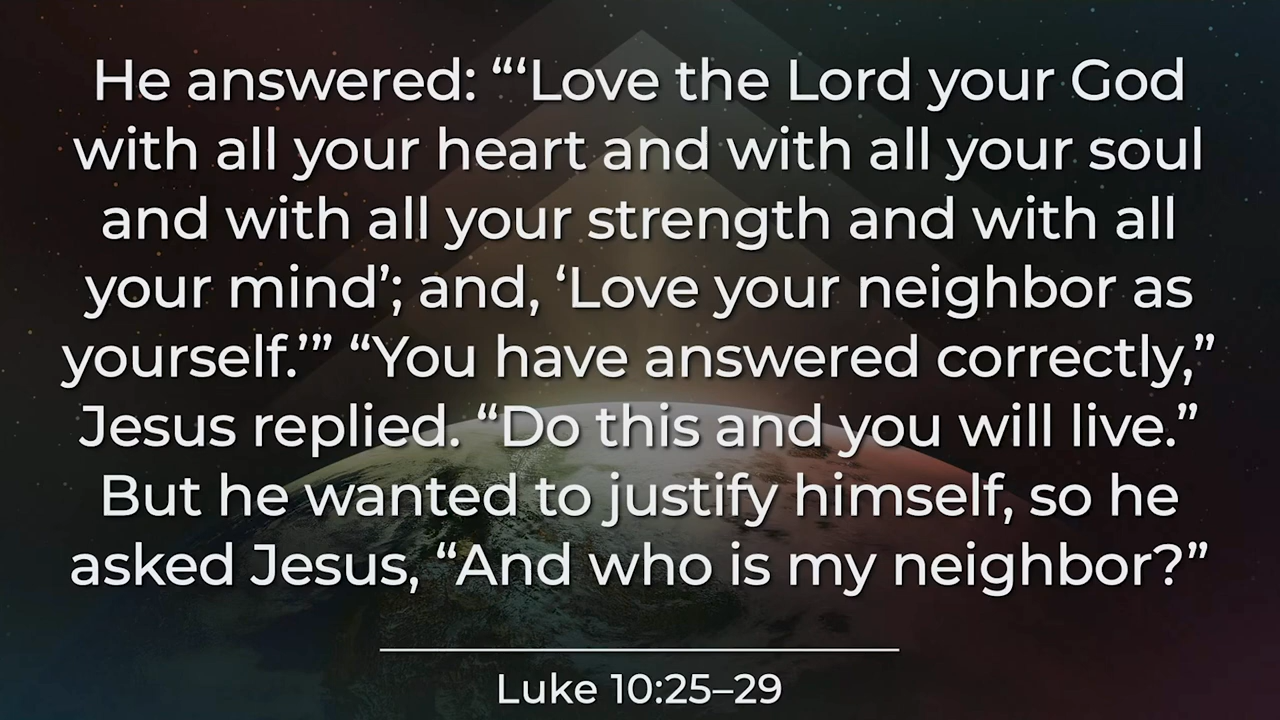 He answered: “‘Love the Lord your God
with all your heart and with all your soul
and with all your strength and with all
your mind’; and, ‘Love your neighbor as
yourself.’” “You have answered correctly,”
Jesus replied. “Do this and you will live.”
But he wanted to justify himself, so he
asked Jesus, “And who is my neighbor?”
Luke 10:25–29